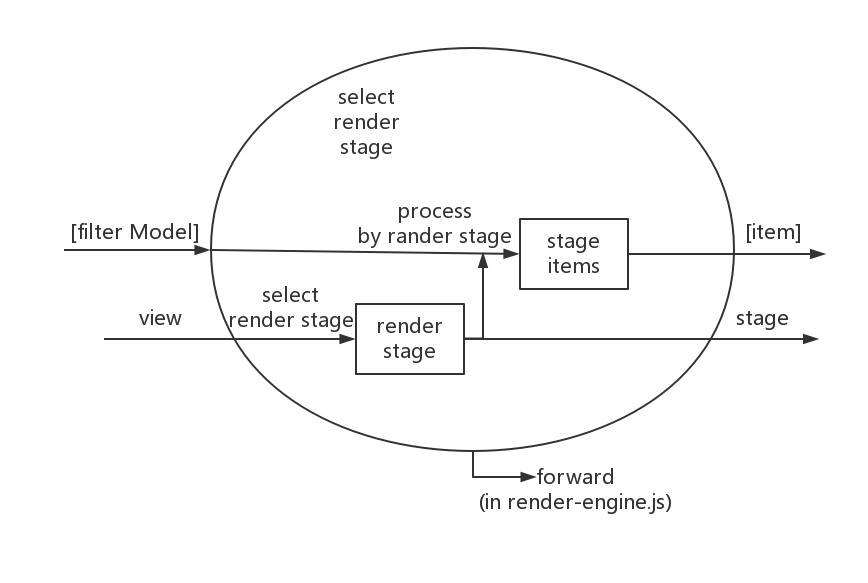 select
render
stage
[filter Model]
process
by rander stage
stage
items
[item]
view
select
render stage
render
stage
stage
forward
(in render-engine.js)